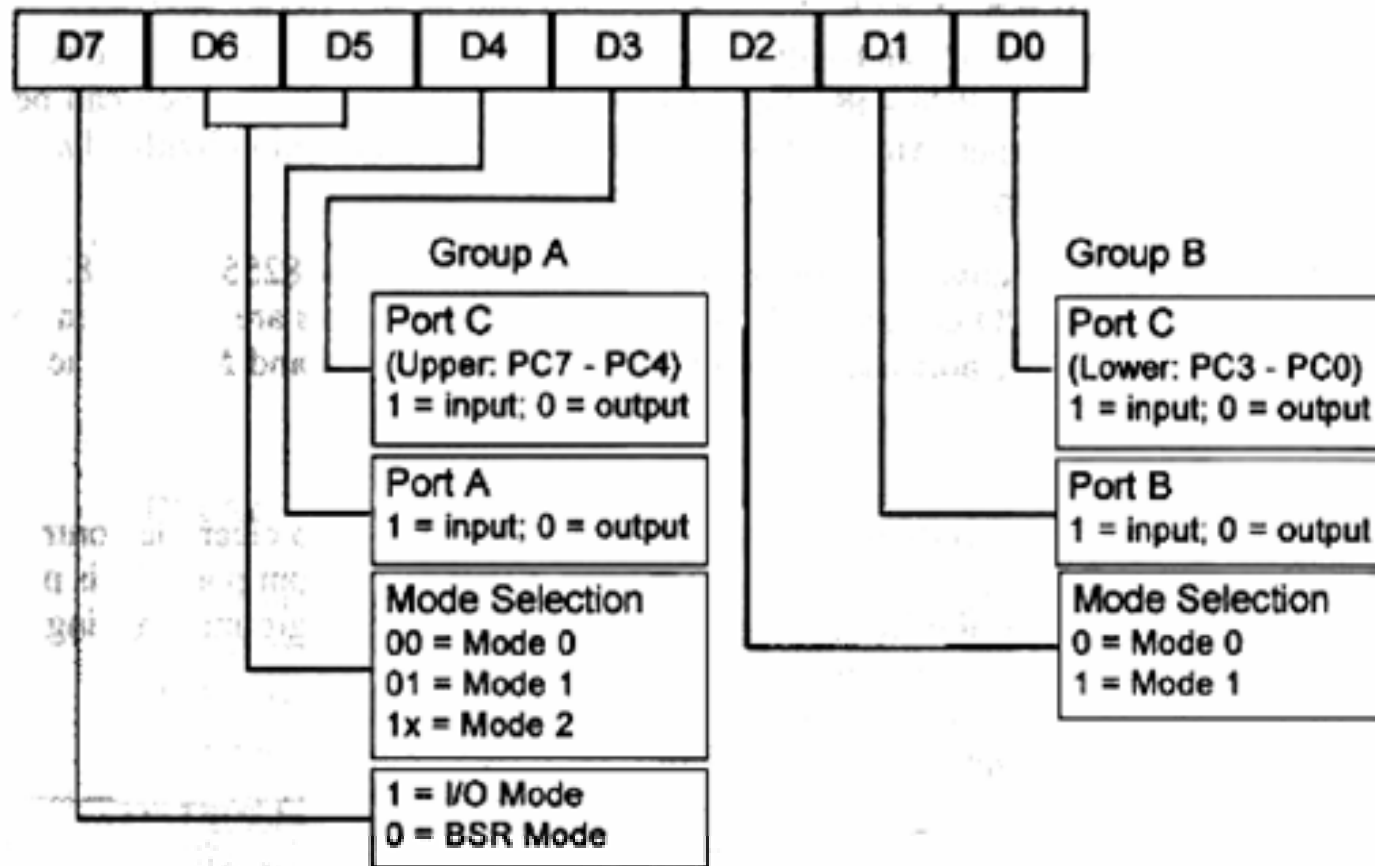 D7 D6 D5 D4 D3 D2 D1 D0
Group A
Port C
(Upper: PC7 - PC4)
1 = input; 0 = output
Port A
1 = input; 0 = output
Mode Selection
00 = Mode 0
01 = Mode 1
1x = Mode 2
1 = I/O Mode
0 = BSR Mode
Group B
Port C
(Lower: PC3 - PC0)
1 = input; 0 = output
Port B
1 = input; 0 = output
Mode Selection
0 = Mode 0
1 = Mode 1